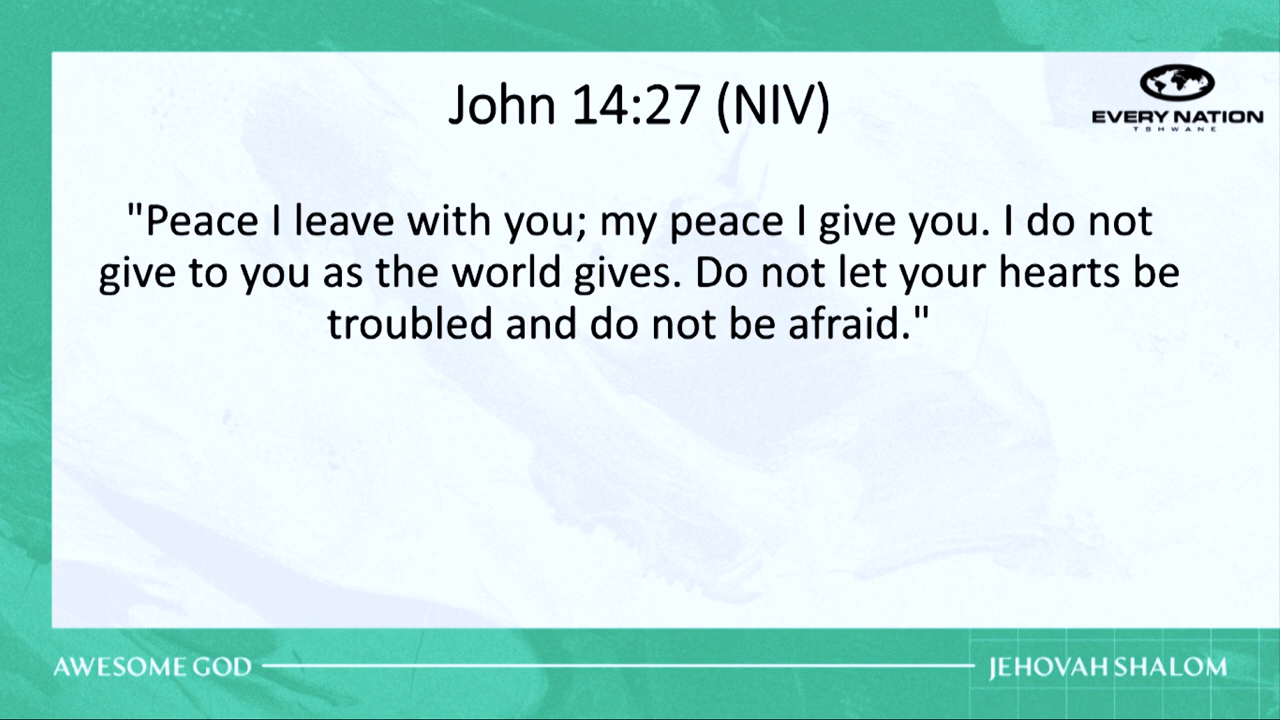 John 14:27 (NIV)
EVERY NATION
TSHWANE
"Peace I leave with you; my peace I give you. I do not
give to you as the world gives. Do not let your hearts be
troubled and do not be afraid."
AWESOME GOD
JEHOVAH SHALOM